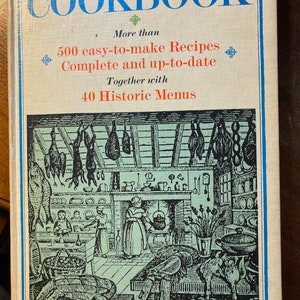 COOKBOOK
More than
500 easy-to-make Recipes
Complete and up-to-date
Together with
40 Historic Menus